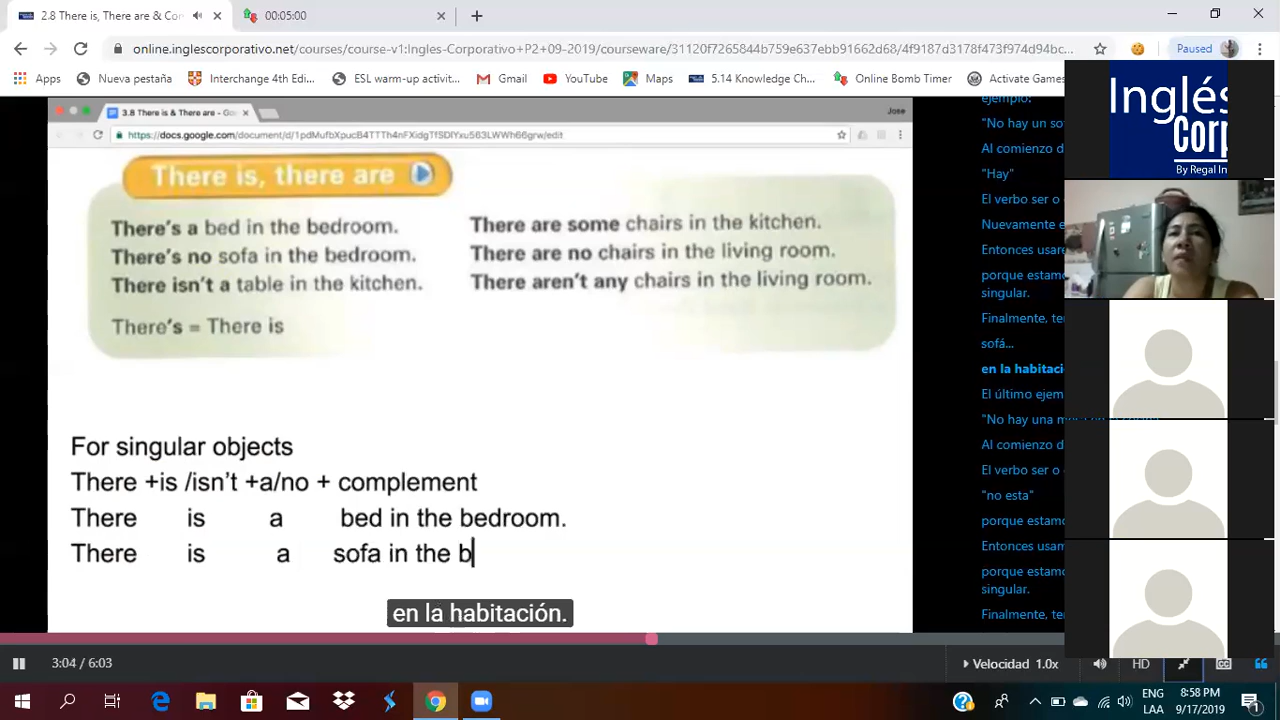 2.8 There is, There are & Co
00:05:00
online.inglescorporativo.net/courses/course-v1:Ingles-Corporativo+P2+09-2019/courseware/31120f7265844b759e637ebb91662d68/4f9187d3178f473f974d94bc...
Paused
Apps
Nueva pestaña
Interchange 4th Edi...
ESL warm-up activit...
Gmail
YouTube
Maps
S.T.4 Knowledge Ch...
Online Bomb Timer
Activate Games
3.8 There is & There are - Go
Jose
https://docs.google.com/document/d/
There is, there are
There's a bed in the bedroom.
There's no sofa in the bedroom.
There isn't a table in the kitchen.
There's = There is
There are some chairs in the kitchen.
There are no chairs in the living room.
There aren't any chairs in the living room.
For singular objects
There +is /isn't +a/no + complement
There is a bed in the bedroom.
There is a sofa in the b
en la habitación.
ejemplo:
"No hay un so
Al comienzo d
"Hay"
El verbo ser o
Nuevamente e
Entonces usare
porque estamo
singular.
Finalmente, te
sofá...
en la habitaci
El último ejem
"No hay una
Al comienzo d
El verbo ser o
"no esta"
porque estamo
Entonces usam
porque estamo
singular.
Finalmente, te
Inglés
Corp
By Regal In
3:04 / 6:03
Velocidad 1.0x
HD
ENG
LAA
8:58 PM
9/17/2019
1